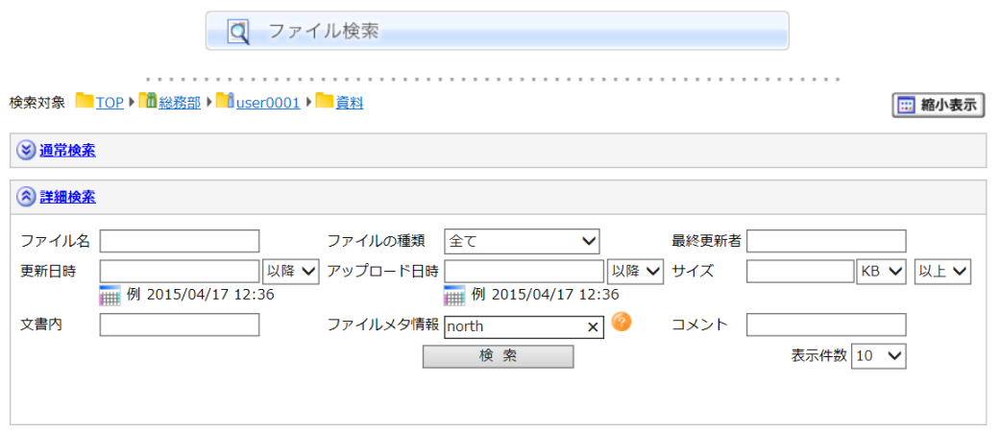 ファイル検索
検索対象 TOP 総務部 user0001 資料
縮小表示
通常検索
詳細検索
ファイル名 ファイルの種類 全て 最終更新者
更新日時 以降 アップロード日時 以降 サイズ KB 以上
例 2015/04/17 12:36 例 2015/04/17 12:36
文書内 ファイルメタ情報 north × ? コメント
検 索 表示件数 10